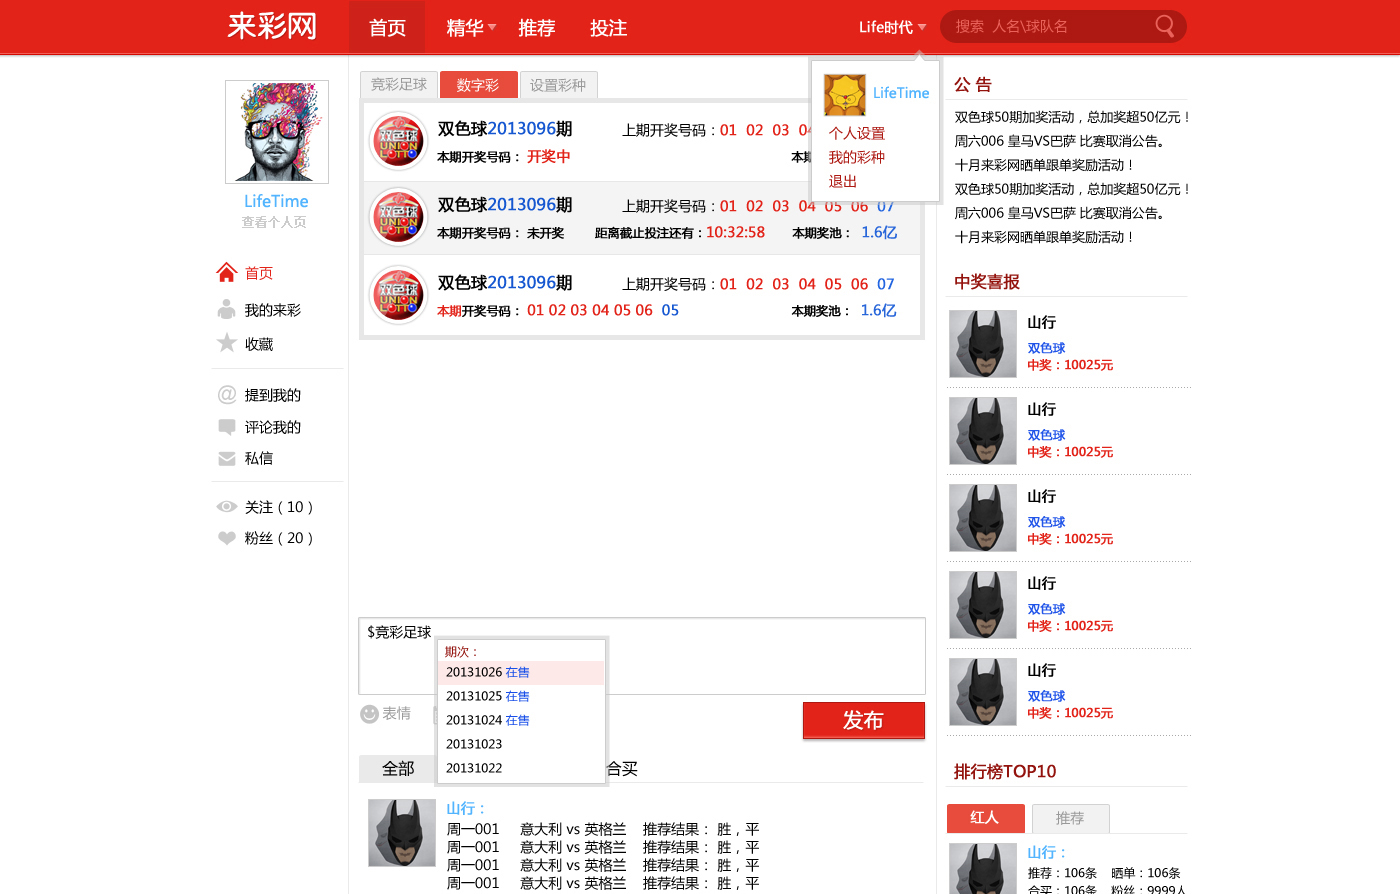 来彩网 首页 精华 推荐 投注 Life时代 搜索 人名\球队名
LifeTime
查看个人页
首页
我的来彩
收藏
@ 提到我的
评论我的
私信
关注 ( 10 )
粉丝 ( 20 )
竞彩足球 数字彩 设置彩种
双色球 UNION LOTTO
双色球2013096期 上期开奖号码：01 02 03
本期开奖号码： 开奖中
双色球 UNION LOTTO
双色球2013096期 上期开奖号码：01 02 03 04 05 06 07
本期开奖号码： 未开奖 距离截止投注还有：10:32:58 本期奖池： 1.6亿
双色球 UNION LOTTO
双色球2013096期 上期开奖号码：01 02 03 04 05 06 07
本期开奖号码： 01 02 03 04 05 06 05 本期奖池： 1.6亿
LifeTime
个人设置
我的彩种
退出
$竞彩足球
期次：
20131026 在售
20131025 在售
20131024 在售
20131023
20131022
表情
发布
全部 合买
山行：
周一001 意大利 vs 英格兰 推荐结果： 胜，平
周一001 意大利 vs 英格兰 推荐结果： 胜，平
周一001 意大利 vs 英格兰 推荐结果： 胜，平
周一001 意大利 vs 英格兰 推荐结果： 胜，平
公 告
双色球50期加奖活动，总加奖超50亿元！
周六006 皇马VS巴萨 比赛取消公告。
十月来彩网晒单跟单奖励活动！
双色球50期加奖活动，总加奖超50亿元！
周六006 皇马VS巴萨 比赛取消公告。
十月来彩网晒单跟单奖励活动！
中奖喜报
山行
双色球
中奖：10025元
山行
双色球
中奖：10025元
山行
双色球
中奖：10025元
山行
双色球
中奖：10025元
山行
双色球
中奖：10025元
排行榜TOP10
红人 推荐
山行：
推荐：106条 晒单：106条
合买：106条 粉丝：9999人